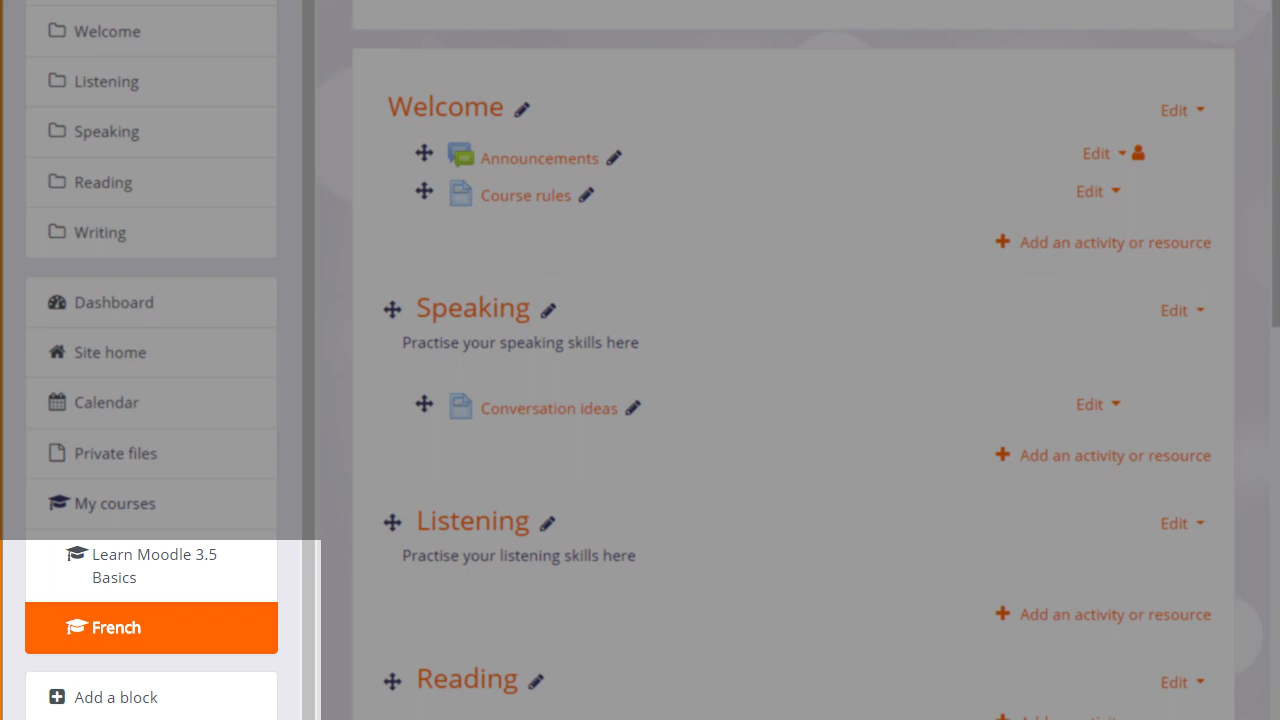 Welcome
Listening
Speaking
Reading
Writing
Dashboard
Site home
Calendar
Private files
My courses
Learn Moodle 3.5
Basics
French
Add a block
Welcome
Edit
Announcements
Edit
Course rules
Edit
Add an activity or resource
Speaking
Edit
Practise your speaking skills here
Conversation ideas
Edit
Add an activity or resource
Listening
Edit
Practise your listening skills here
Add an activity or resource
Reading
Edit